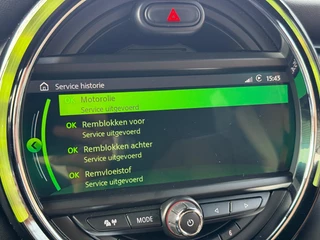 Service historie
15:43
OK Motorolie
Service uitgevoerd
OK Remblokken voor
Service uitgevoerd
OK Remblokken achter
Service uitgevoerd
OK Remvloeistof
Service uitgevoerd
MODE